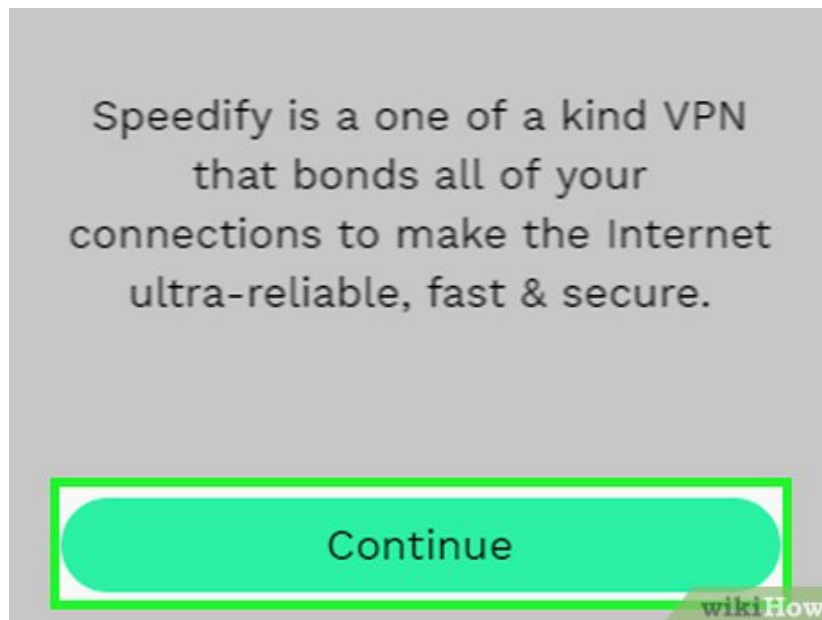 Speedify is a one of a kind VPN
that bonds all of your
connections to make the Internet
ultra-reliable, fast & secure.
Continue
wikiHow